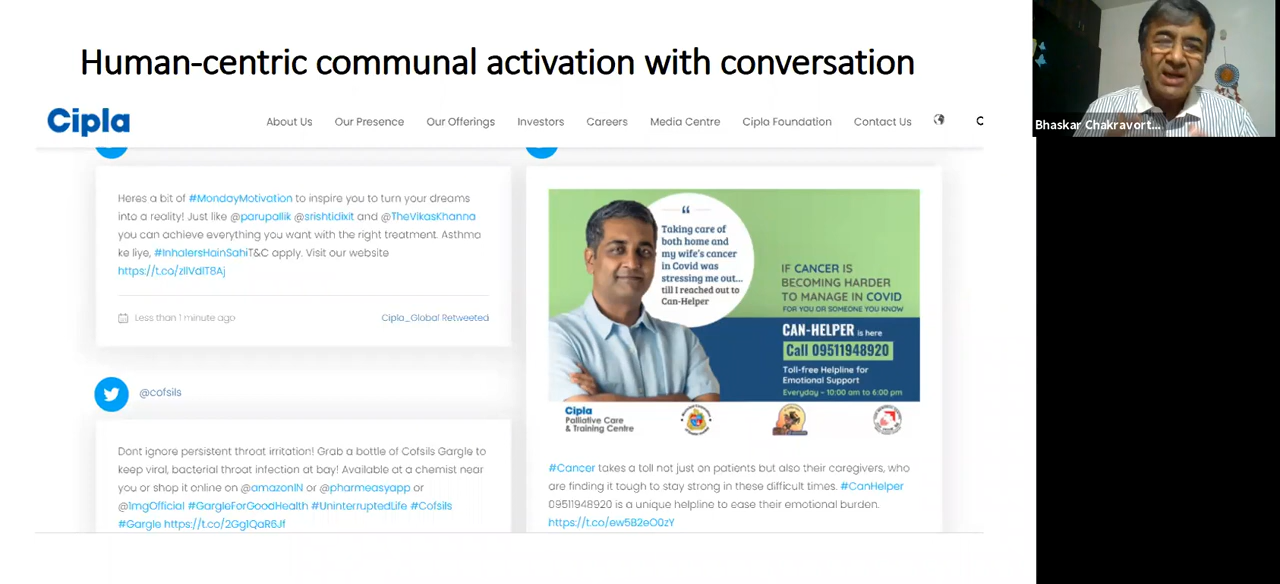 Human-centric communal activation with conversation
Bhaskar Chakravort...
Cipla
About Us Our Presence Our Offerings Investors Careers Media Centre Cipla Foundation Contact Us
Heres a bit of #MondayMotivation to inspire you to turn your dreams
into a reality! Just like @parupallik @srishtidixit and @TheVikasKhanna
you can achieve everything you want with the right treatment. Asthma
ke liye, #InhalersHainSahiT&C apply. Visit our website
Less than 1 minute ago
Cipla_Global Retweeted
@cofsils
Dont ignore persistent throat irritation! Grab a bottle of Cofsils Gargle to
keep viral, bacterial throat infection at bay! Available at a chemist near
you or shop it online on @amazonIN or @pharmeasyapp or
@1mgOfficial #GargleForGoodHealth #UninterruptedLife #Cofsils
#Gargle https://t.co/2Gg1QaR6Jf
“
Taking care of
both home and
my wife's cancer
in Covid was
stressing me out...
till I reached out to
Can-Helper
IF CANCER IS
BECOMING HARDER
TO MANAGE IN COVID
FOR YOU OR SOMEONE YOU KNOW
CAN-HELPER is here
Call 09511948920
Toll-free Helpline for
Emotional Support
Everyday ~ 10:00 am to 6:00 pm
Cipla
Palliative Care
& Training Centre
#Cancer takes a toll not just on patients but also their caregivers, who
are finding it tough to stay strong in these difficult times. #CanHelper
09511948920 is a unique helpline to ease their emotional burden.
https://t.co/ew5B2eO0zY